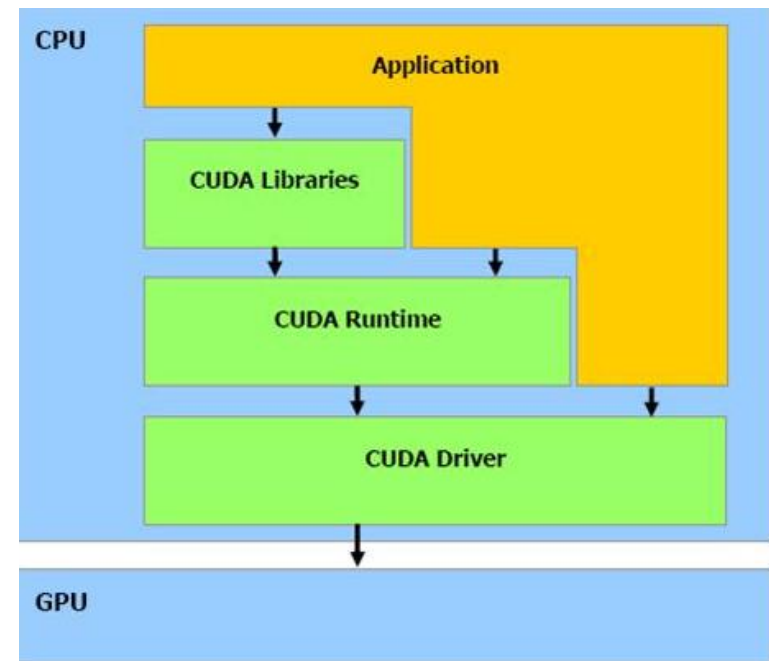 CPU
Application
CUDA Libraries
CUDA Runtime
CUDA Driver
GPU